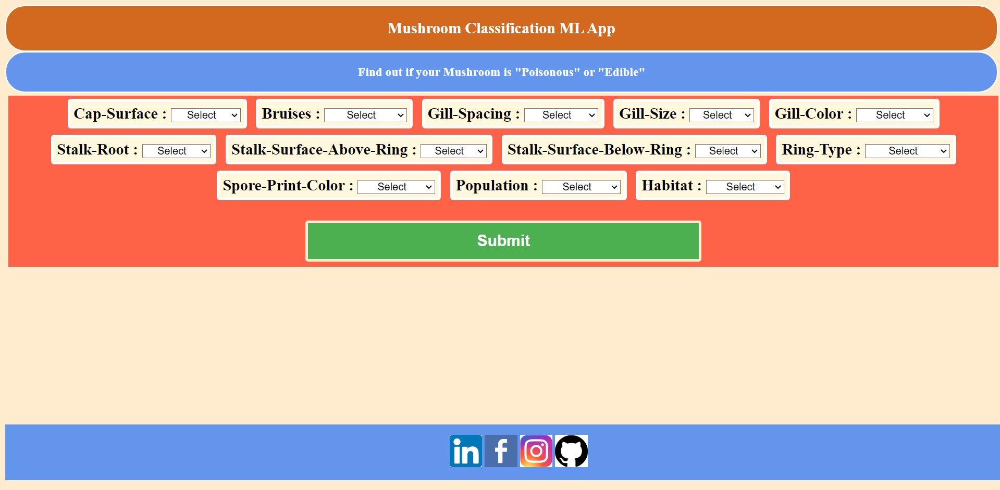 Mushroom Classification ML App
Find out if your Mushroom is "Poisonous" or "Edible"
Cap-Surface : Select Bruises : Select Gill-Spacing : Select Gill-Size : Select Gill-Color : Select
Stalk-Root : Select Stalk-Surface-Above-Ring : Select Stalk-Surface-Below-Ring : Select Ring-Type : Select
Spore-Print-Color : Select Population : Select Habitat : Select
Submit
in f